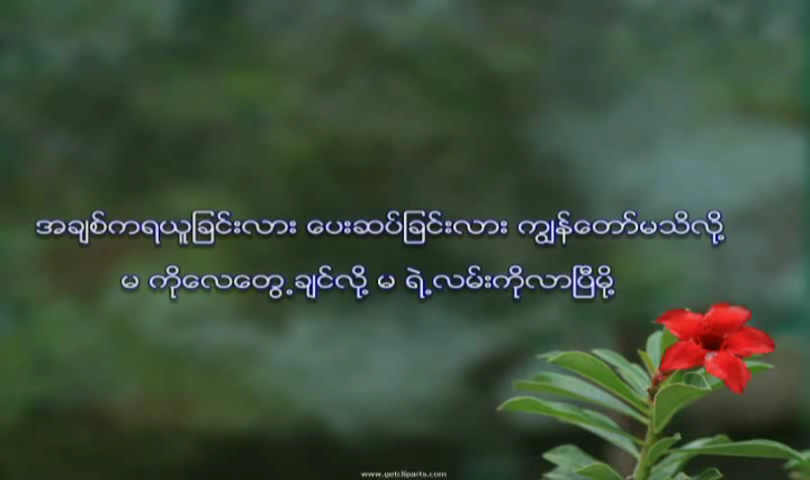 အချစ်ကရယူခြင်းလား ပေးဆပ်ခြင်းလား ကျွန်တော်မသိလို့
မ ကိုလေတွေ့ချင်လို့ မ ရဲ့လမ်းကိုလာပြီမို့
www.getcliparts.com